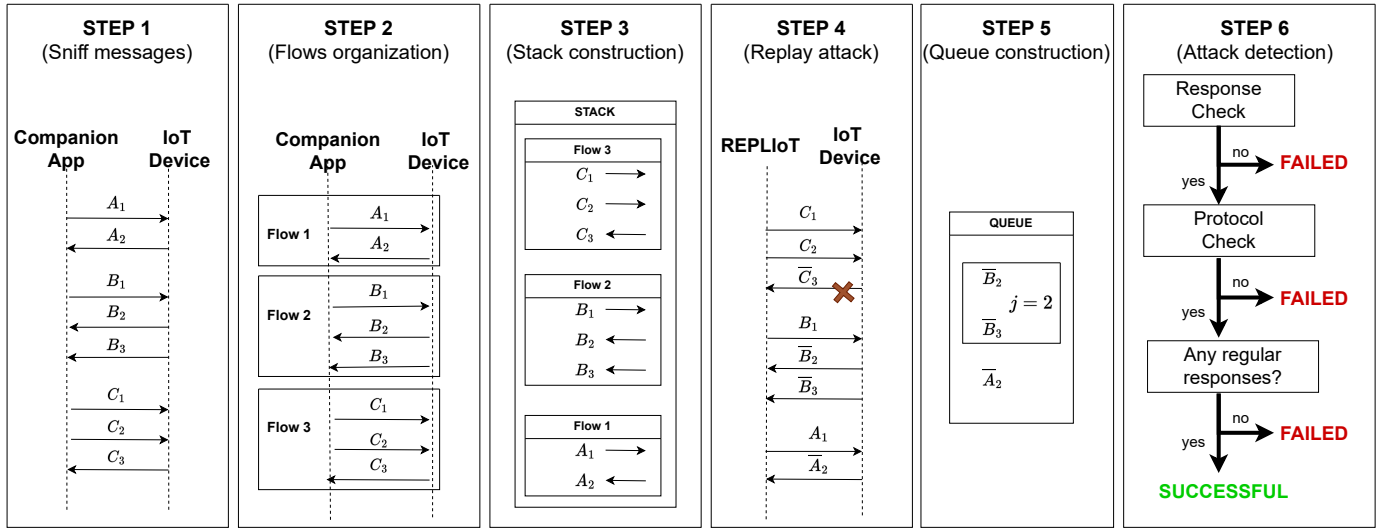 STEP 1
(Sniff messages)
Companion
App
IoT
Device
A₁
A₂
B₁
B₂
B₃
C₁
C₂
C₃
STEP 2
(Flows organization)
Companion
App
IoT
Device
Flow 1
A₁
A₂
Flow 2
B₁
B₂
B₃
Flow 3
C₁
C₂
C₃
STEP 3
(Stack construction)
STACK
Flow 3
C₁
C₂
C₃
Flow 2
B₁
B₂
B₃
Flow 1
A₁
A₂
STEP 4
(Replay attack)
REPLIoT
IoT
Device
C₁
C₂
C̅₃
B₁
B̅₂
B̅₃
A₁
A̅₂
STEP 5
(Queue construction)
QUEUE
B̅₂
j = 2
B̅₃
A̅₂
STEP 6
(Attack detection)
Response
Check
no
FAILED
yes
Protocol
Check
no
FAILED
yes
Any regular
responses?
no
FAILED
yes
SUCCESSFUL